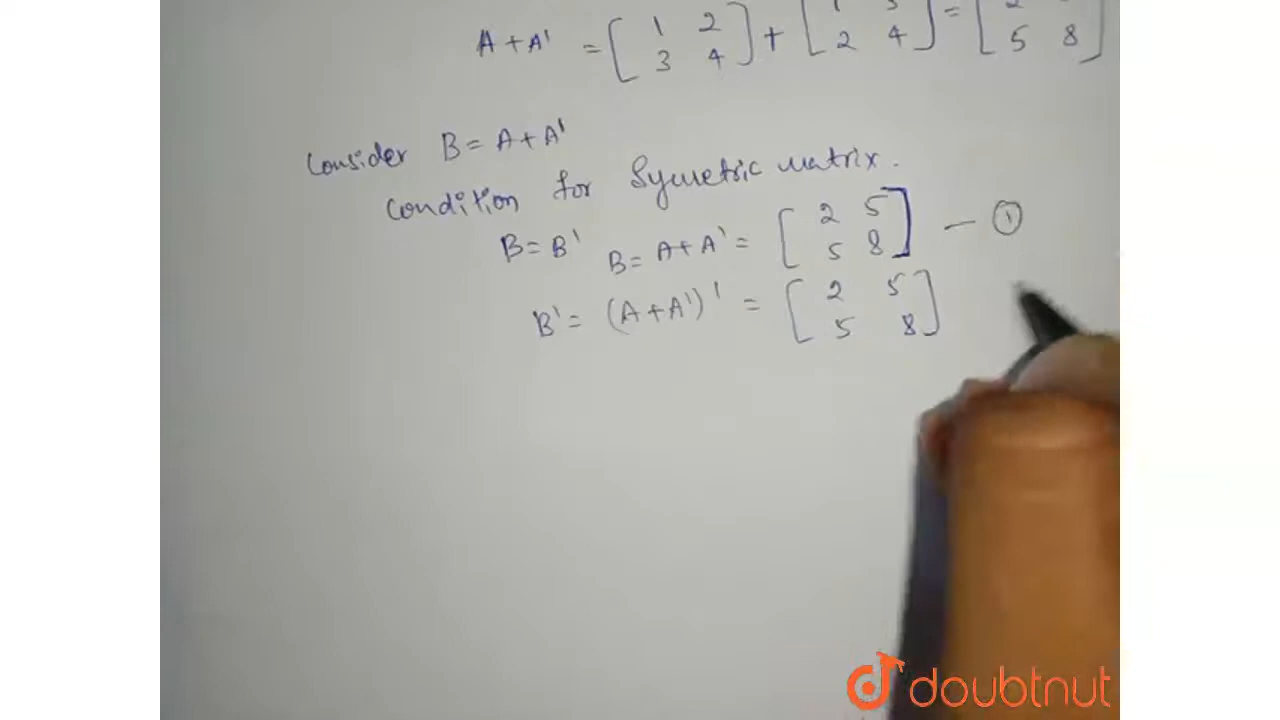 A + A' = [ 1 2 3 4 ] + [ 2 4 ] = [ 5 8 ]
Consider B = A + A'
Condition for Symetric matrix.
B = B' B = A + A' = [ 2 5 5 8 ] — ①
B' = (A + A')' = [ 2 5 5 8 ]
doubtnut